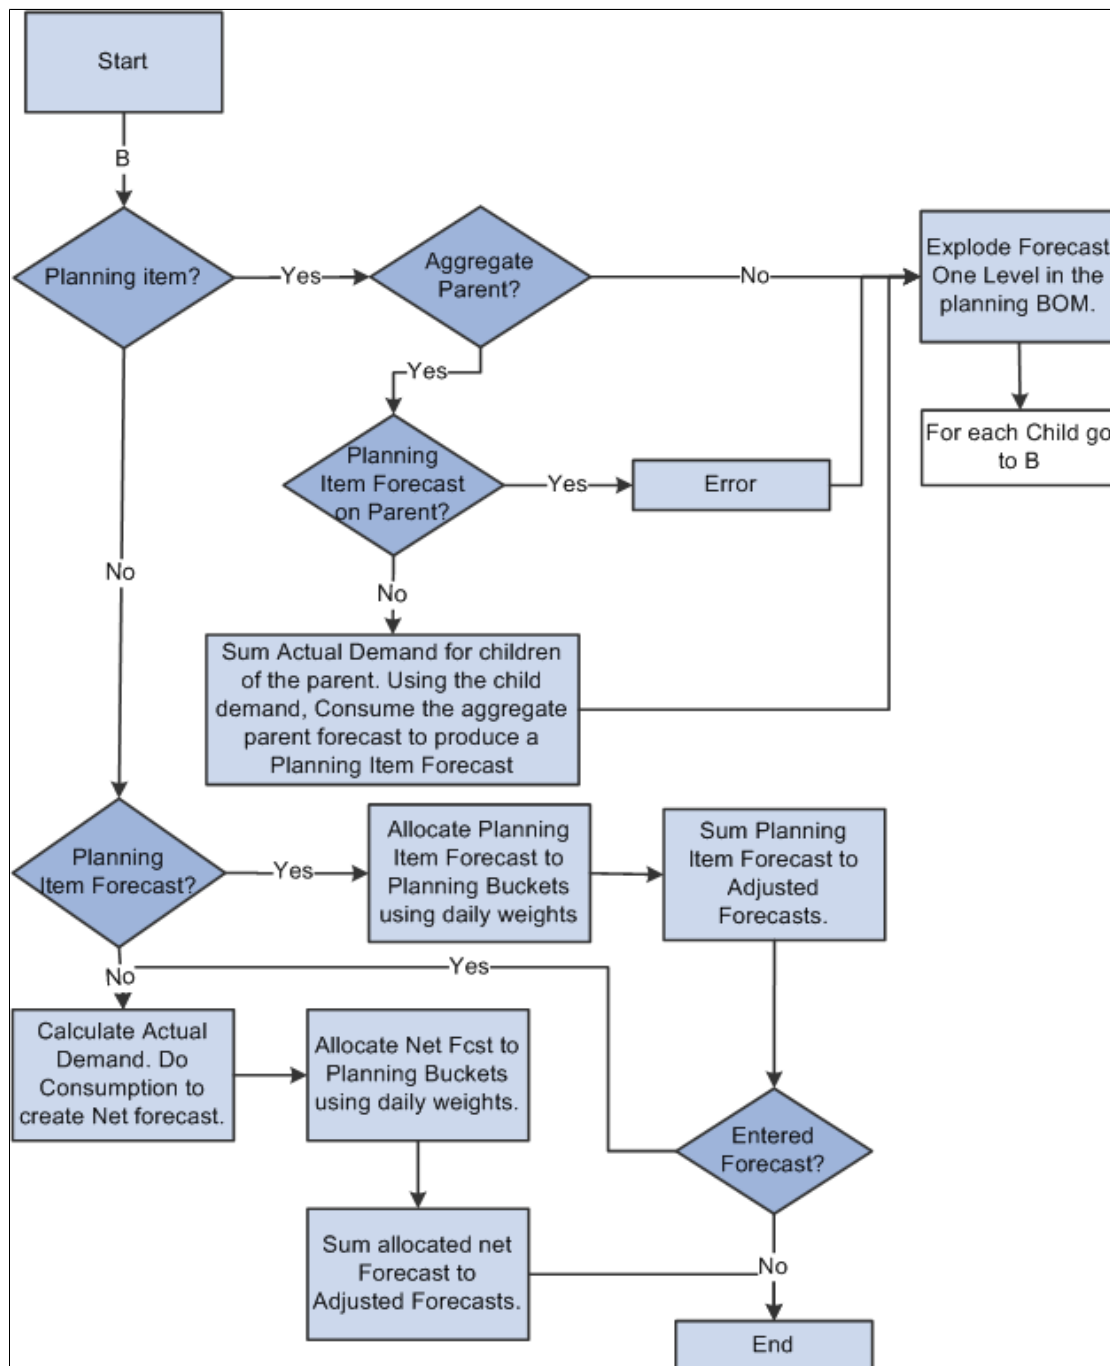 Start
B
Planning item?
Yes
Aggregate
Parent?
No
Explode Forecast
One Level in the
planning BOM.
Yes
For each Child go
to B
Planning
Item Forecast
on Parent?
Yes
Error
No
No
Sum Actual Demand for children
of the parent. Using the child
demand, Consume the aggregate
parent forecast to produce a
Planning Item Forecast
Planning
Item Forecast?
Yes
Allocate Planning
Item Forecast to
Planning Buckets
using daily weights
Sum Planning
Item Forecast to
Adjusted
Forecasts.
No
Yes
Calculate Actual
Demand. Do
Consumption to
create Net forecast.
Allocate Net Fcst to
Planning Buckets
using daily weights.
Entered
Forecast?
Sum allocated net
Forecast to
Adjusted Forecasts.
No
End